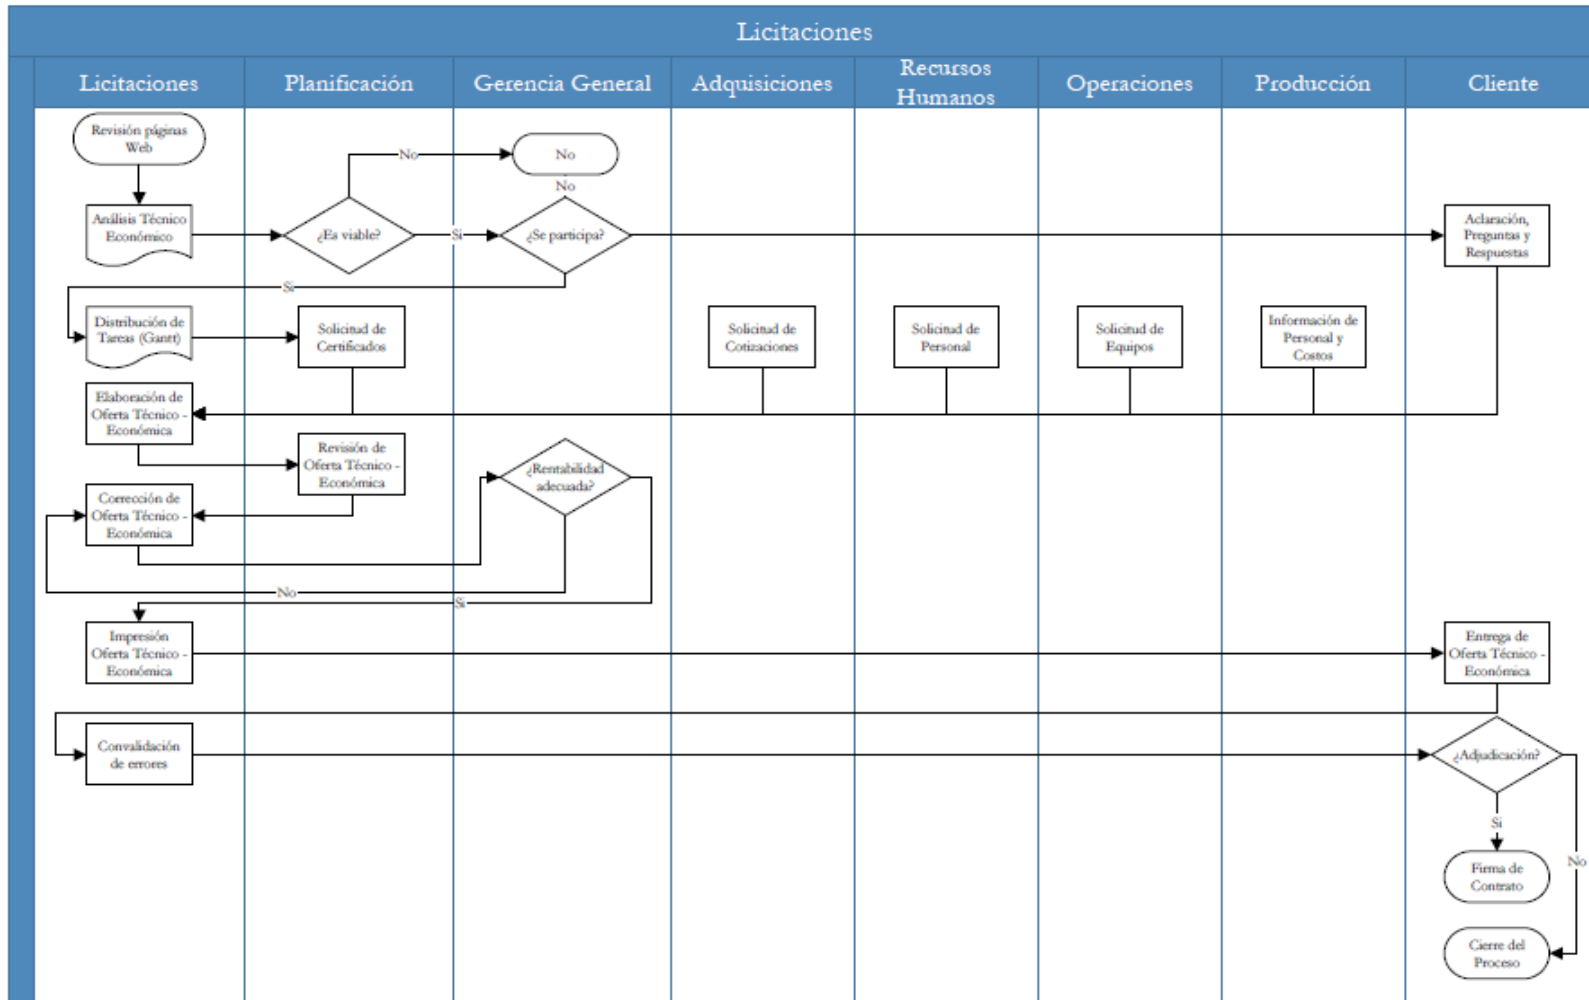 Licitaciones
Licitaciones
Planificación
Gerencia General
Adquisiciones
Recursos
Humanos
Operaciones
Producción
Cliente
Revisión páginas
Web
No
No
No
Análisis Técnico
Económico
¿Es viable?
Si
¿Se participa?
Aclaración,
Preguntas y
Respuestas
Si
Distribución de
Tareas (Gantt)
Solicitud de
Certificados
Solicitud de
Cotizaciones
Solicitud de
Personal
Solicitud de
Equipos
Información de
Personal y
Costos
Elaboración de
Oferta Técnico -
Económica
Revisión de
Oferta Técnico -
Económica
¿Rentabilidad
adecuada?
Corrección de
Oferta Técnico -
Económica
No
Si
Impresión
Oferta Técnico -
Económica
Entrega de
Oferta Técnico -
Económica
Convalidación
de errores
¿Adjudicación?
Si
No
Firma de
Contrato
Cierre del
Proceso